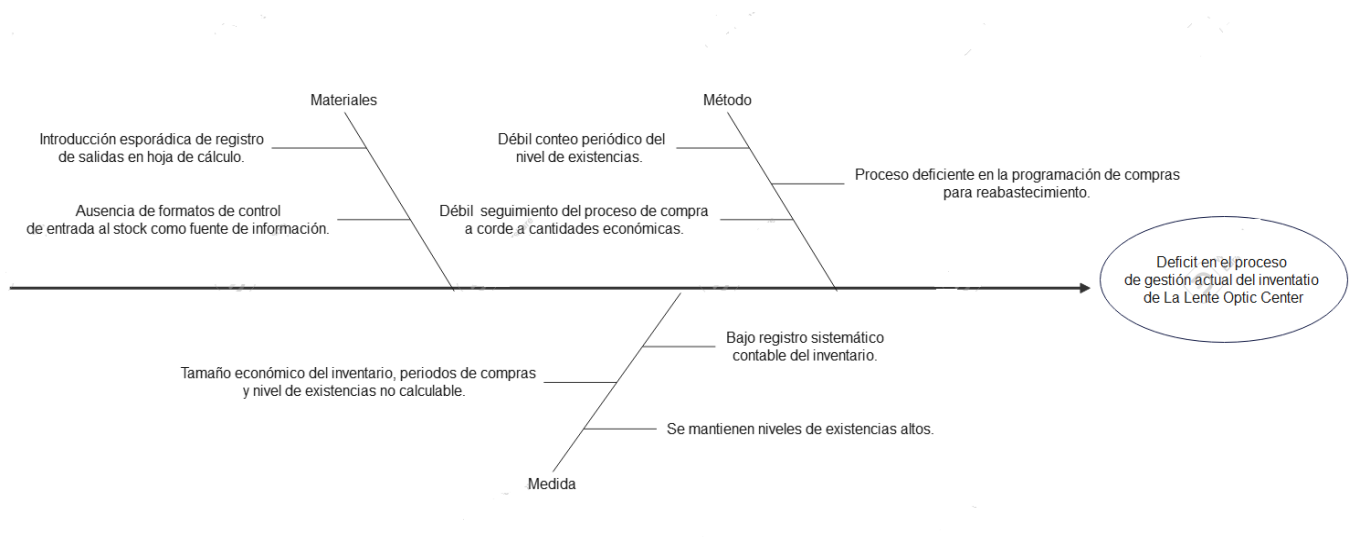 Materiales
Método
Introducción esporádica de registro
de salidas en hoja de cálculo.
Débil conteo periódico del
nivel de existencias.
Proceso deficiente en la programación de compras
para reabastecimiento.
Ausencia de formatos de control
de entrada al stock como fuente de información.
Débil seguimiento del proceso de compra
a corde a cantidades económicas.
Deficit en el proceso
de gestión actual del inventatio
de La Lente Optic Center
Bajo registro sistemático
contable del inventario.
Tamaño económico del inventario, periodos de compras
y nivel de existencias no calculable.
Se mantienen niveles de existencias altos.
Medida